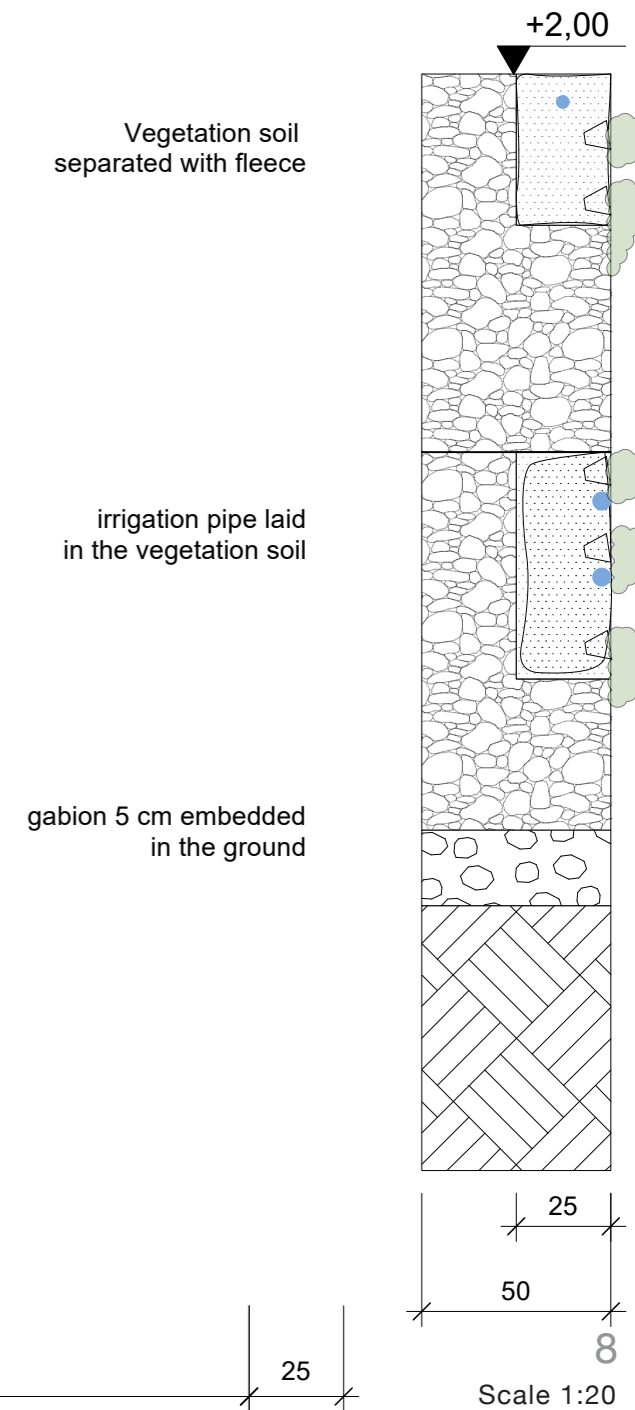 +2,00
Vegetation soil
separated with fleece
irrigation pipe laid
in the vegetation soil
gabion 5 cm embedded
in the ground
25
50
8
25
Scale 1:20